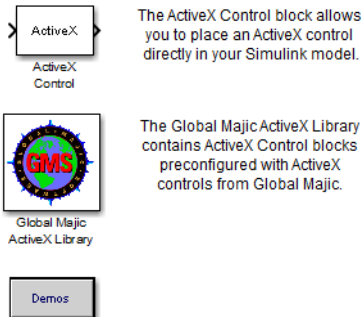 ActiveX
ActiveX
Control
The ActiveX Control block allows
you to place an ActiveX control
directly in your Simulink model.
GMS
Global Majic
ActiveX Library
The Global Majic ActiveX Library
contains ActiveX Control blocks
preconfigured with ActiveX
controls from Global Majic.
Demos